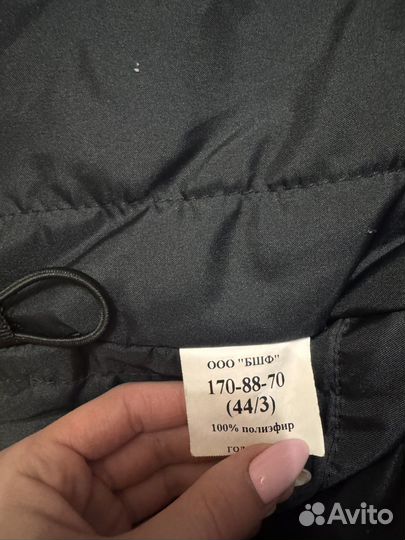 ООО "БШФ"
170-88-70
(44/3)
100% полиэфир
Avito